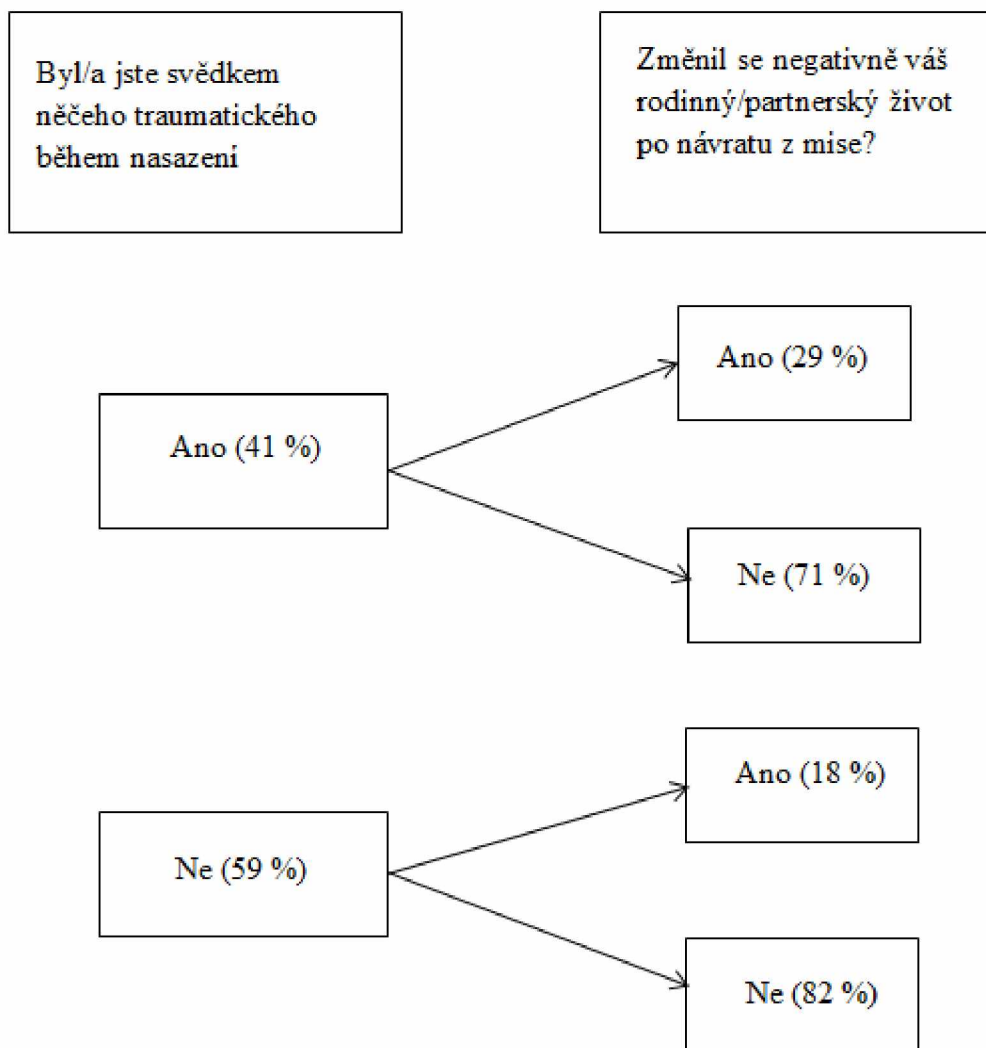 Byl/a jste svědkem
něčeho traumatického
během nasazení
Změnil se negativně váš
rodinný/partnerský život
po návratu z mise?
Ano (29 %)
Ano (41 %)
Ne (71 %)
Ano (18 %)
Ne (59 %)
Ne (82 %)